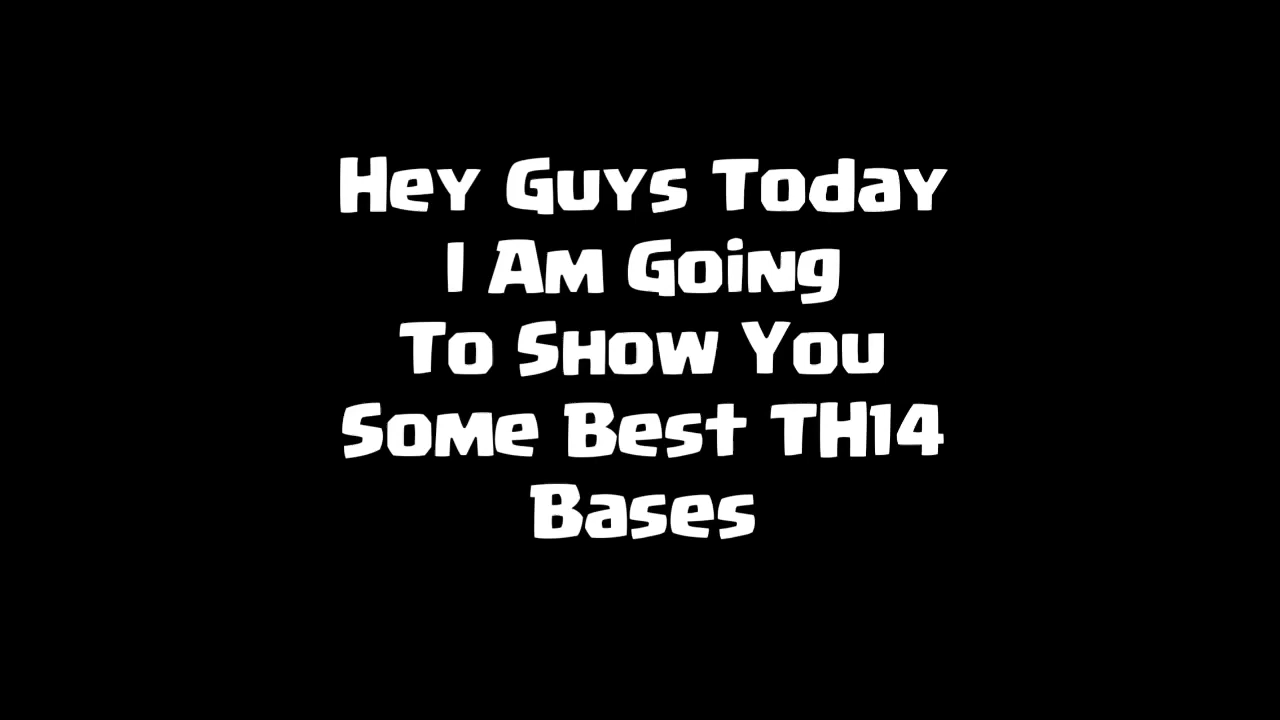 Hey Guys Today
I Am Going
To Show You
Some Best TH14
Bases